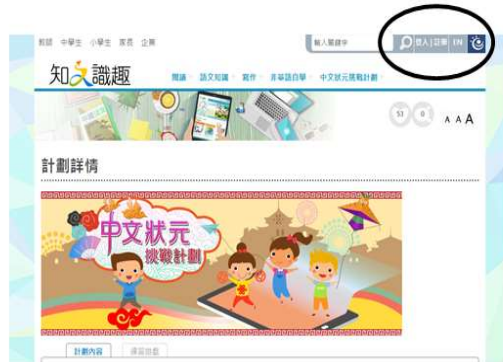 教師 中學生 小學生 家長 企業
輸入關鍵字 登入 | 註冊 EN
知文識趣
閱讀 語文知識 寫作 非華語自學 中文狀元挑戰計劃
53 0 A A A
計劃詳情
中文狀元
挑戰計劃
計劃內容